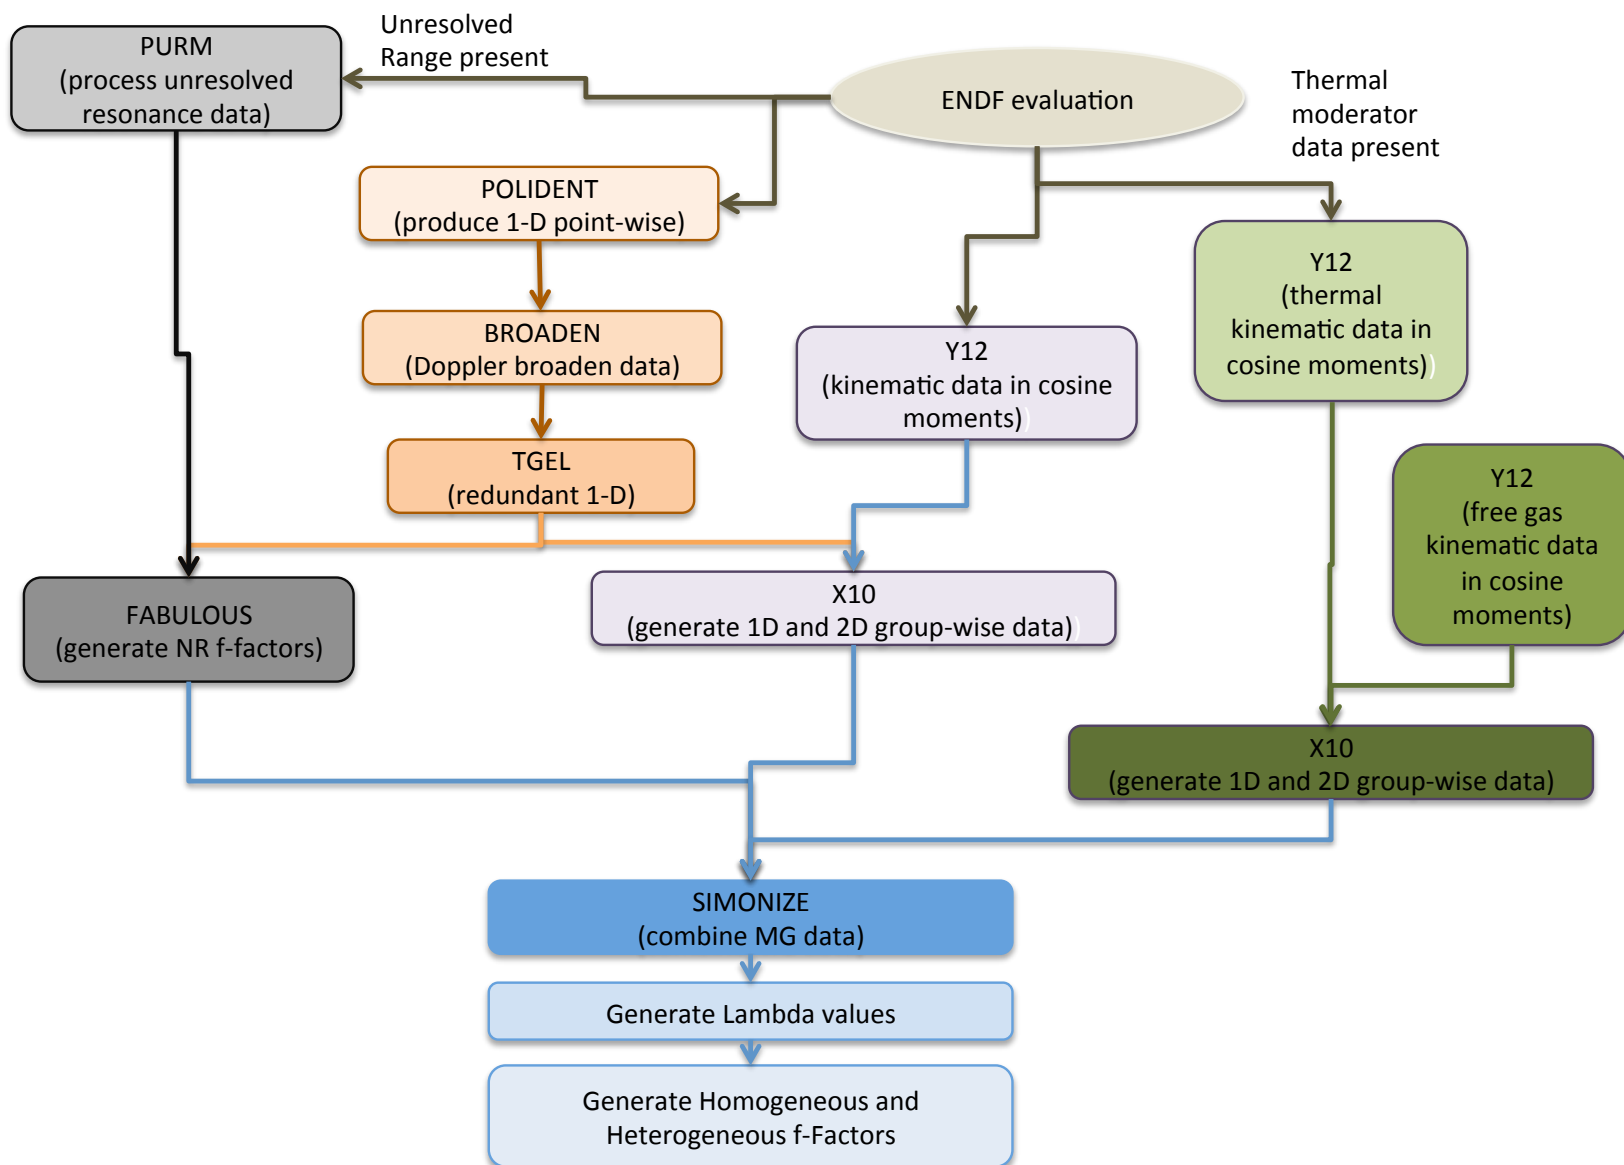 PURM
(process unresolved
resonance data)
Unresolved
Range present
ENDF evaluation
Thermal
moderator
data present
POLIDENT
(produce 1-D point-wise)
Y12
(thermal
kinematic data in
cosine moments))
BROADEN
(Doppler broaden data)
Y12
(kinematic data in cosine
moments))
TGEL
(redundant 1-D)
Y12
(free gas
kinematic data
in cosine
moments)
FABULOUS
(generate NR f-factors)
X10
(generate 1D and 2D group-wise data))
X10
(generate 1D and 2D group-wise data)
SIMONIZE
(combine MG data)
Generate Lambda values
Generate Homogeneous and
Heterogeneous f-Factors